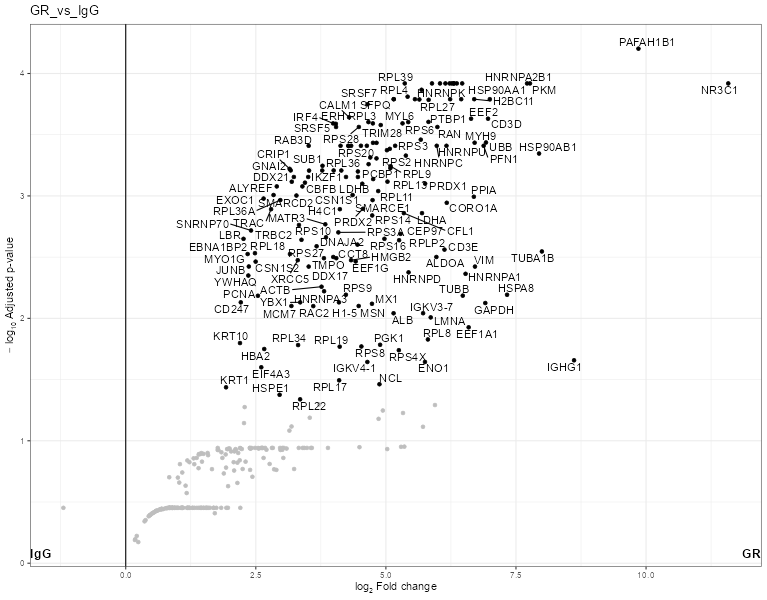 GR_vs_IgG
PAFAH1B1
RPL39
HNRNPA2B1
NR3C1
SRSF7 RPL4 HNRNPK HSP90AA1 PKM
H2BC11
CALM1 SFPQ RPL27
IRF4 ERH RPL3 MYL6 PTBP1 EEF2
SRSF5 CD3D
RAB3D RPS28 TRIM28 RPS6 RAN MYH9
RPS20 RPS3 HNRNPU UBB HSP90AB1
CRIP1 SUB1 RPL36 RPS2 HNRNPC PFN1
GNAI2
DDX21 IKZF1 PCBP1 RPL9
ALYREF CBFB LDHB RPL13 PRDX1 PPIA
EXOC1 SMARCD2 CSN1S1 RPL11
RPL36A H4C1 SMARCE1 CORO1A
SNRNP70 TRAC MATR3 PRDX2 RPS14 LDHA
LBR TRBC2 RPS10 RPS3A CEP97 CFL1
EBNA1BP2 RPL18 DNAJA2 RPS16 RPLP2 CD3E
MYO1G RPS27 CCT8 HMGB2 TUBA1B
JUNB CSN1S2 TMPO EEF1G ALDOA VIM
YWHAQ XRCC5 DDX17 HNRNPD HNRNPA1
PCNA ACTB RPS9 TUBB HSPA8
CD247 YBX1 HNRNPA3 MX1 IGKV3-7 GAPDH
MCM7 RAC2 H1-5 MSN ALB LMNA
KRT10 RPL34 RPL19 PGK1 RPL8 EEF1A1
HBA2 RPS8 RPS4X
EIF4A3 IGKV4-1 ENO1 IGHG1
KRT1 HSPE1 RPL17 NCL
RPL22
4
3
2
1
0
− log10 Adjusted p-value
IgG
GR
0.0 2.5 5.0 7.5 10.0
log2 Fold change